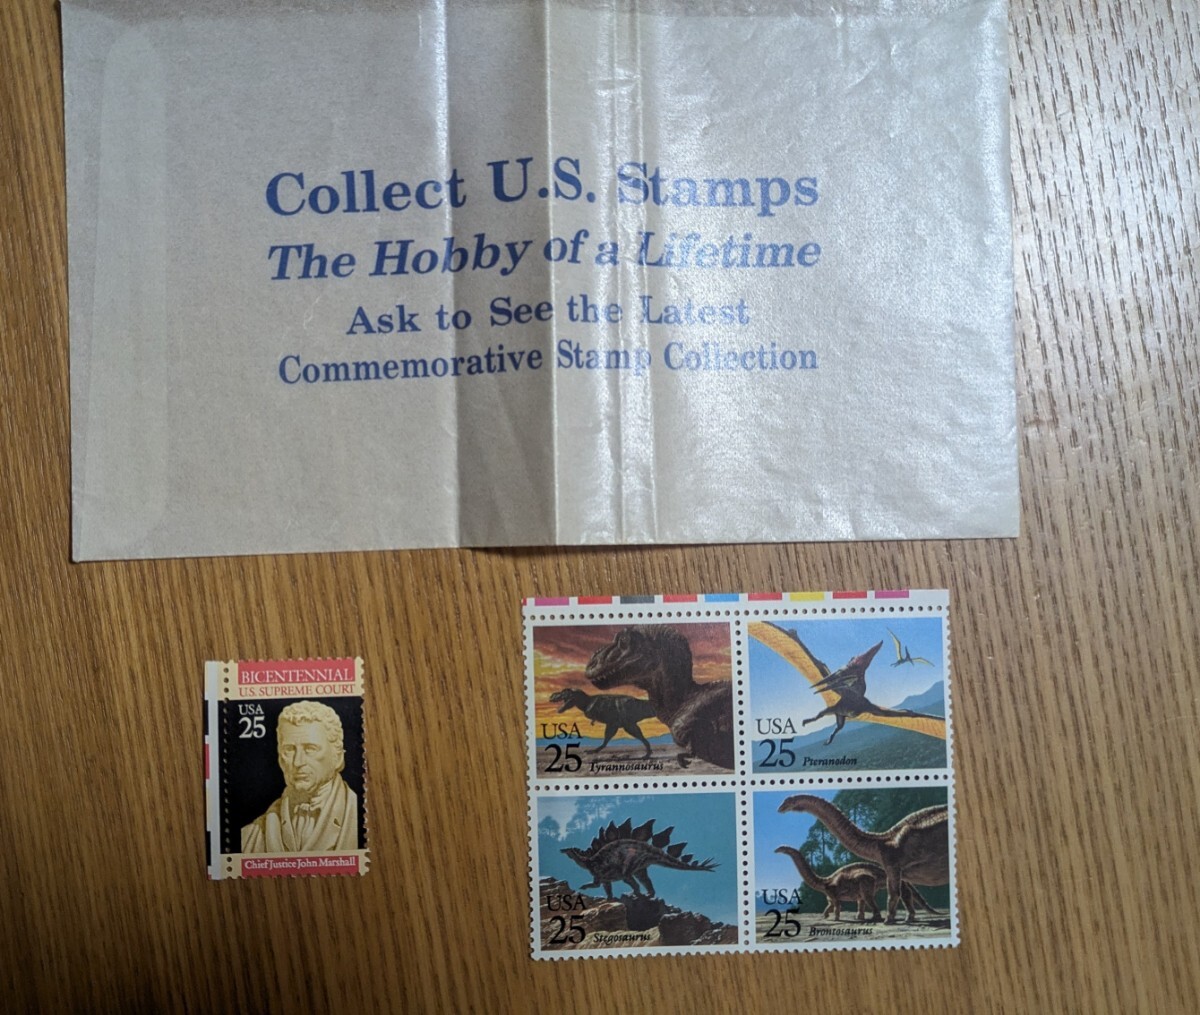 Collect U.S. Stamps
The Hobby of a Lifetime
Ask to See the Latest
Commemorative Stamp Collection
BICENTENNIAL
U.S. SUPREME COURT
USA
25
Chief Justice John Marshall
USA
25 Tyrannosaurus
USA
25 Pteranodon
USA
25 Stegosaurus
USA
25 Brontosaurus